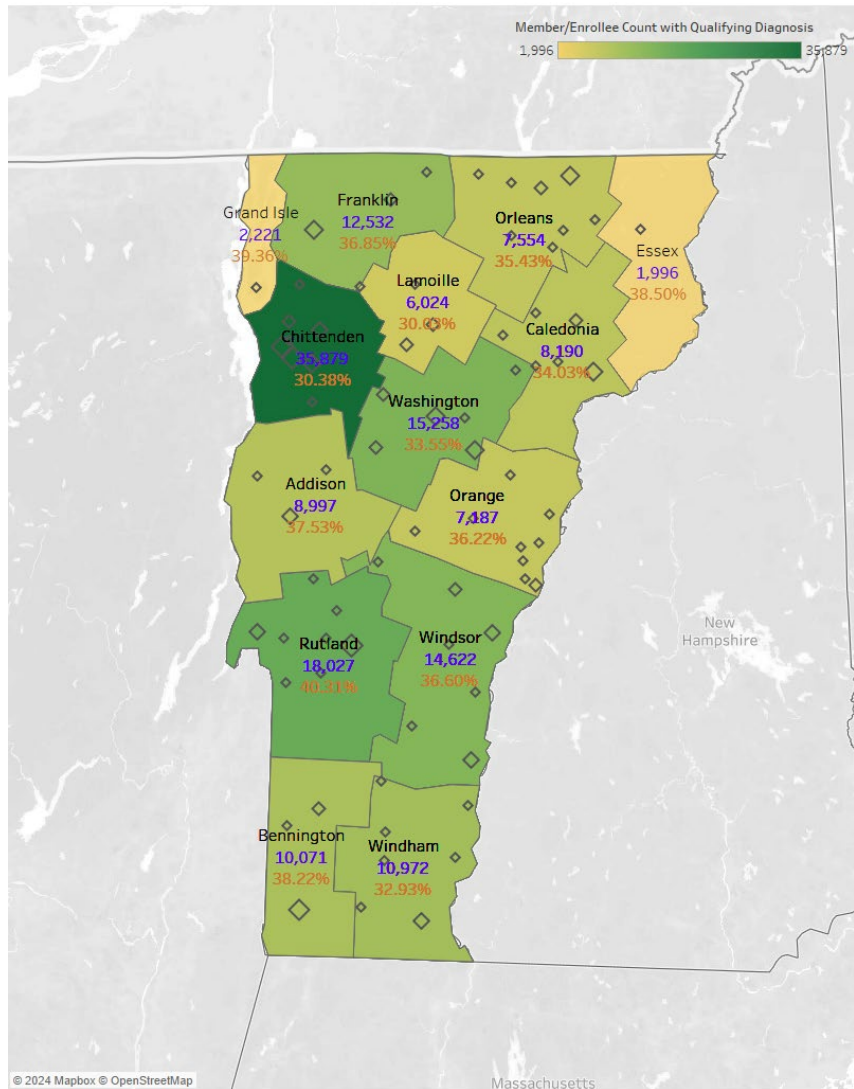 Member/Enrollee Count with Qualifying Diagnosis
1,996
35,879
Franklin
12,532
36.85%
Grand Isle
2,221
39.36%
Orleans
7,554
35.43%
Essex
1,996
38.50%
Lamoille
6,024
Chittenden
35,879
30.38%
Caledonia
8,190
34.03%
Washington
15,258
33.55%
Addison
8,997
37.53%
Orange
7,187
36.22%
New
Hampshire
Rutland
18,027
40.31%
Windsor
14,622
36.60%
Bennington
10,071
38.22%
Windham
10,972
32.93%
© 2024 Mapbox © OpenStreetMap
Massachusetts